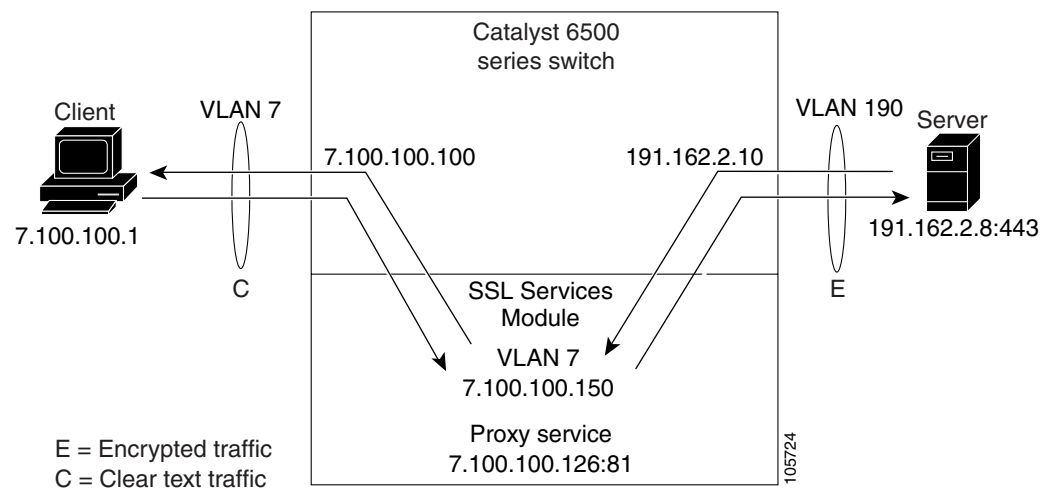 Catalyst 6500
series switch
Client
VLAN 7
VLAN 190
Server
7.100.100.100
191.162.2.10
7.100.100.1
191.162.2.8:443
C
E
SSL Services
Module
VLAN 7
7.100.100.150
Proxy service
7.100.100.126:81
E = Encrypted traffic
C = Clear text traffic
105724